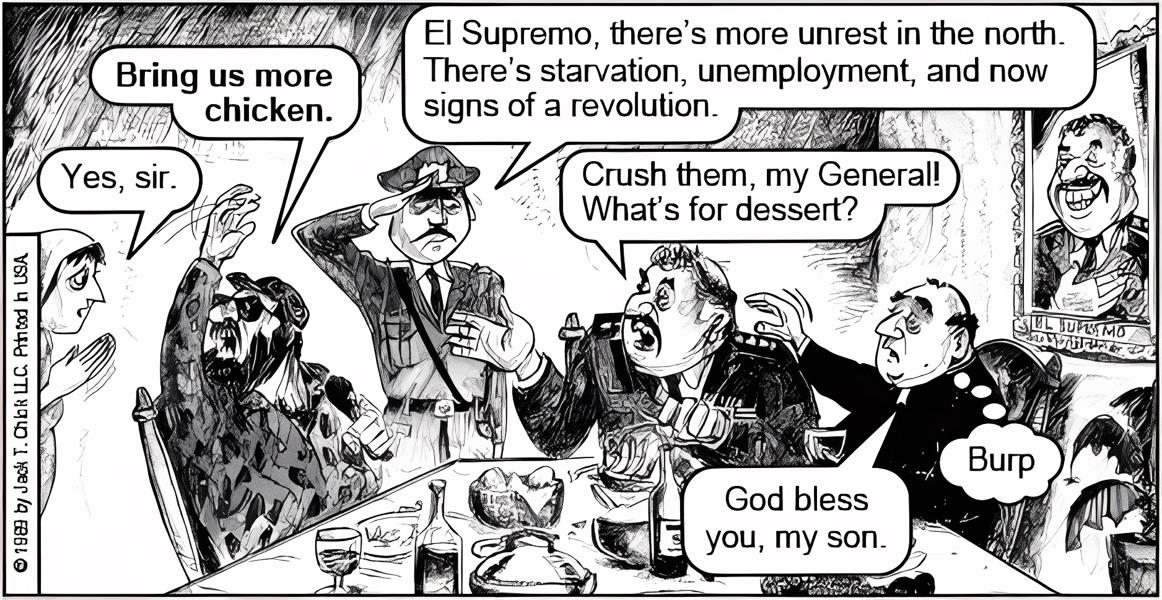 El Supremo, there's more unrest in the north.
There's starvation, unemployment, and now
signs of a revolution.
Bring us more
chicken.
Yes, sir.
Crush them, my General!
What's for dessert?
God bless
you, my son.
Burp
EL SUPREMO
by Jack T. Chick LLC. Printed in USA